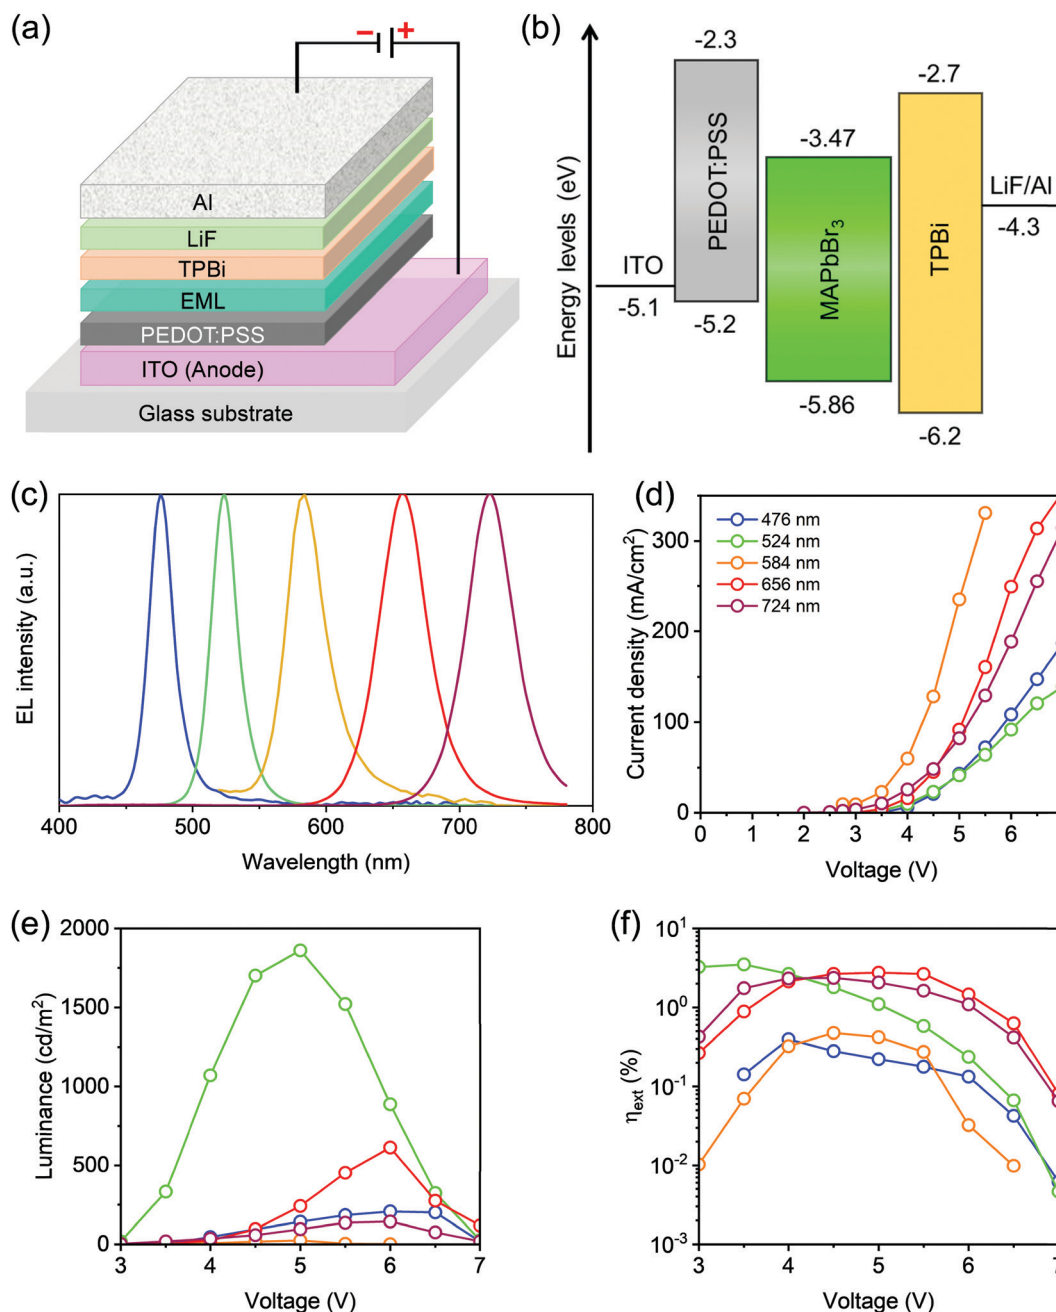 (a)
− +
Al
LiF
TPBi
EML
PEDOT:PSS
ITO (Anode)
Glass substrate
(b)
Energy levels (eV)
ITO
-5.1
-2.3
PEDOT:PSS
-5.2
-3.47
MAPbBr₃
-5.86
-2.7
TPBi
-6.2
LiF/Al
-4.3
(c)
EL intensity (a.u.)
400 500 600 700 800
Wavelength (nm)
(d)
476 nm
524 nm
584 nm
656 nm
724 nm
Current density (mA/cm²)
300
200
100
0
0 1 2 3 4 5 6
Voltage (V)
(e)
Luminance (cd/m²)
2000
1500
1000
500
0
3 4 5 6 7
Voltage (V)
(f)
ηext (%)
10¹
10⁰
10⁻¹
10⁻²
10⁻³
3 4 5 6 7
Voltage (V)